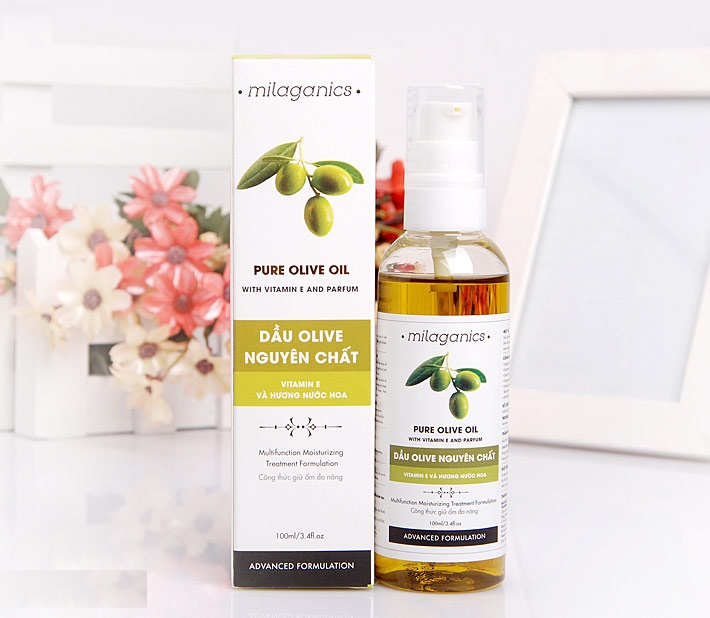 • milaganics •
PURE OLIVE OIL
WITH VITAMIN E AND PARFUM
DẦU OLIVE
NGUYÊN CHẤT
VITAMIN E
VÀ HƯƠNG NƯỚC HOA
Multifunction Moisturizing
Treatment Formulation
Công thức giữ ẩm đa năng
100ml/3.4fl.oz
ADVANCED FORMULATION
• milaganics •
PURE OLIVE OIL
WITH VITAMIN E AND PARFUM
DẦU OLIVE NGUYÊN CHẤT
VITAMIN E VÀ HƯƠNG NƯỚC HOA
Multifunction Moisturizing Treatment Formulation
Công thức giữ ẩm đa năng
100ml/3.4fl.oz
ADVANCED FORMULATION